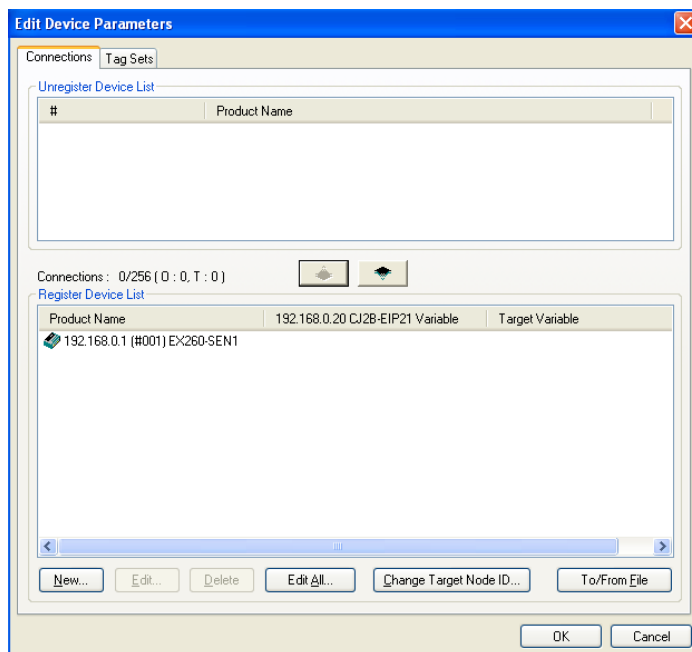 Edit Device Parameters
Connections Tag Sets
Unregister Device List
# Product Name
Connections : 0/256 ( O : 0, T : 0 )
Register Device List
Product Name 192.168.0.20 CJ2B-EIP21 Variable Target Variable
192.168.0.1 (#001) EX260-SEN1
New... Edit... Delete Edit All... Change Target Node ID... To/From File
OK Cancel